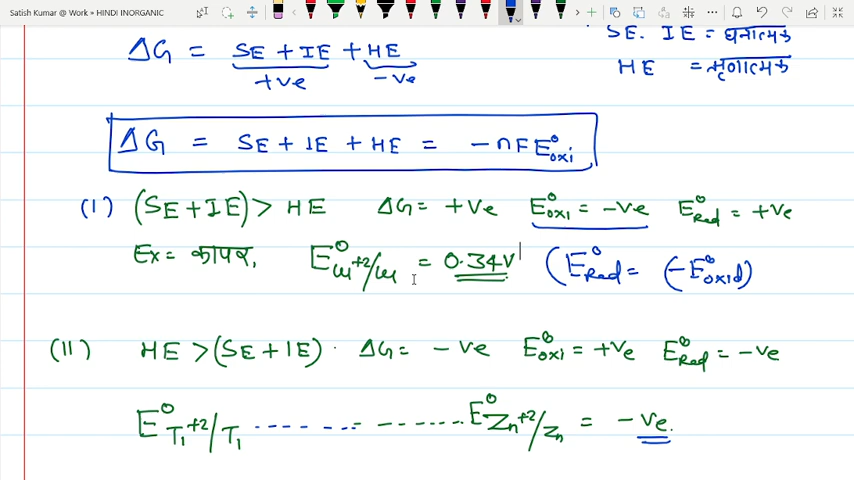 Satish Kumar @ Work » HINDI INORGANIC
SE. IE = धनात्मक
ΔG = SE + IE + HE
HE = ऋणात्मक
+ve -ve
ΔG = SE + IE + HE = -nFE°oxi
(I) (SE+IE) > HE ΔG = +ve E°oxi = -ve E°Red = +ve
Ex = कापर, E°Cu+2/Cu = 0.34V (E°Red = (-E°oxid)
(II) HE > (SE+IE). ΔG = -ve E°oxi = +ve E°Red = -ve
E°Ti+2/Ti ---- ------ E°Zn+2/Zn = -ve.